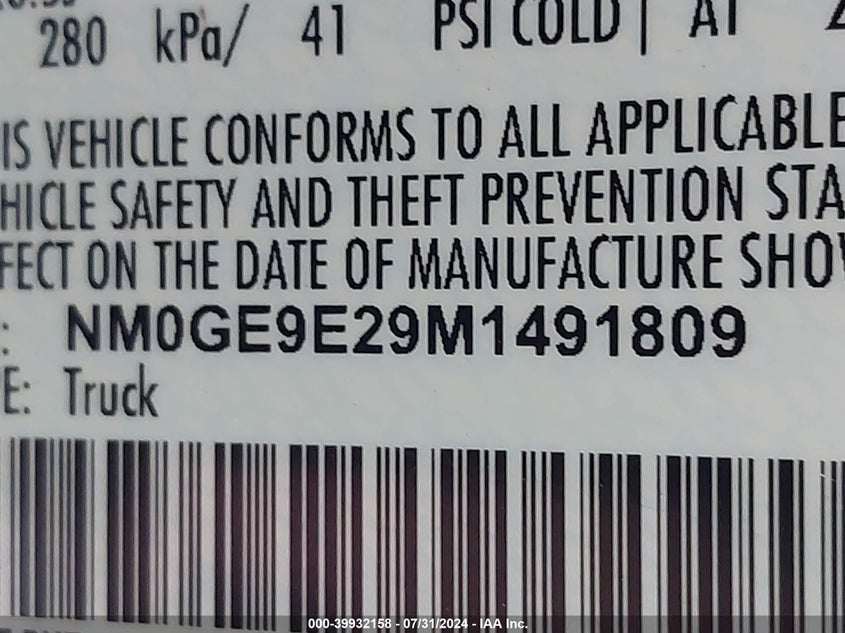 280 kPa/ 41 PSI COLD | AT
IS VEHICLE CONFORMS TO ALL APPLICABLE
HICLE SAFETY AND THEFT PREVENTION STA
FECT ON THE DATE OF MANUFACTURE SHO
: NM0GE9E29M1491809
E: Truck
000-39932158 - 07/31/2024 - IAA Inc.